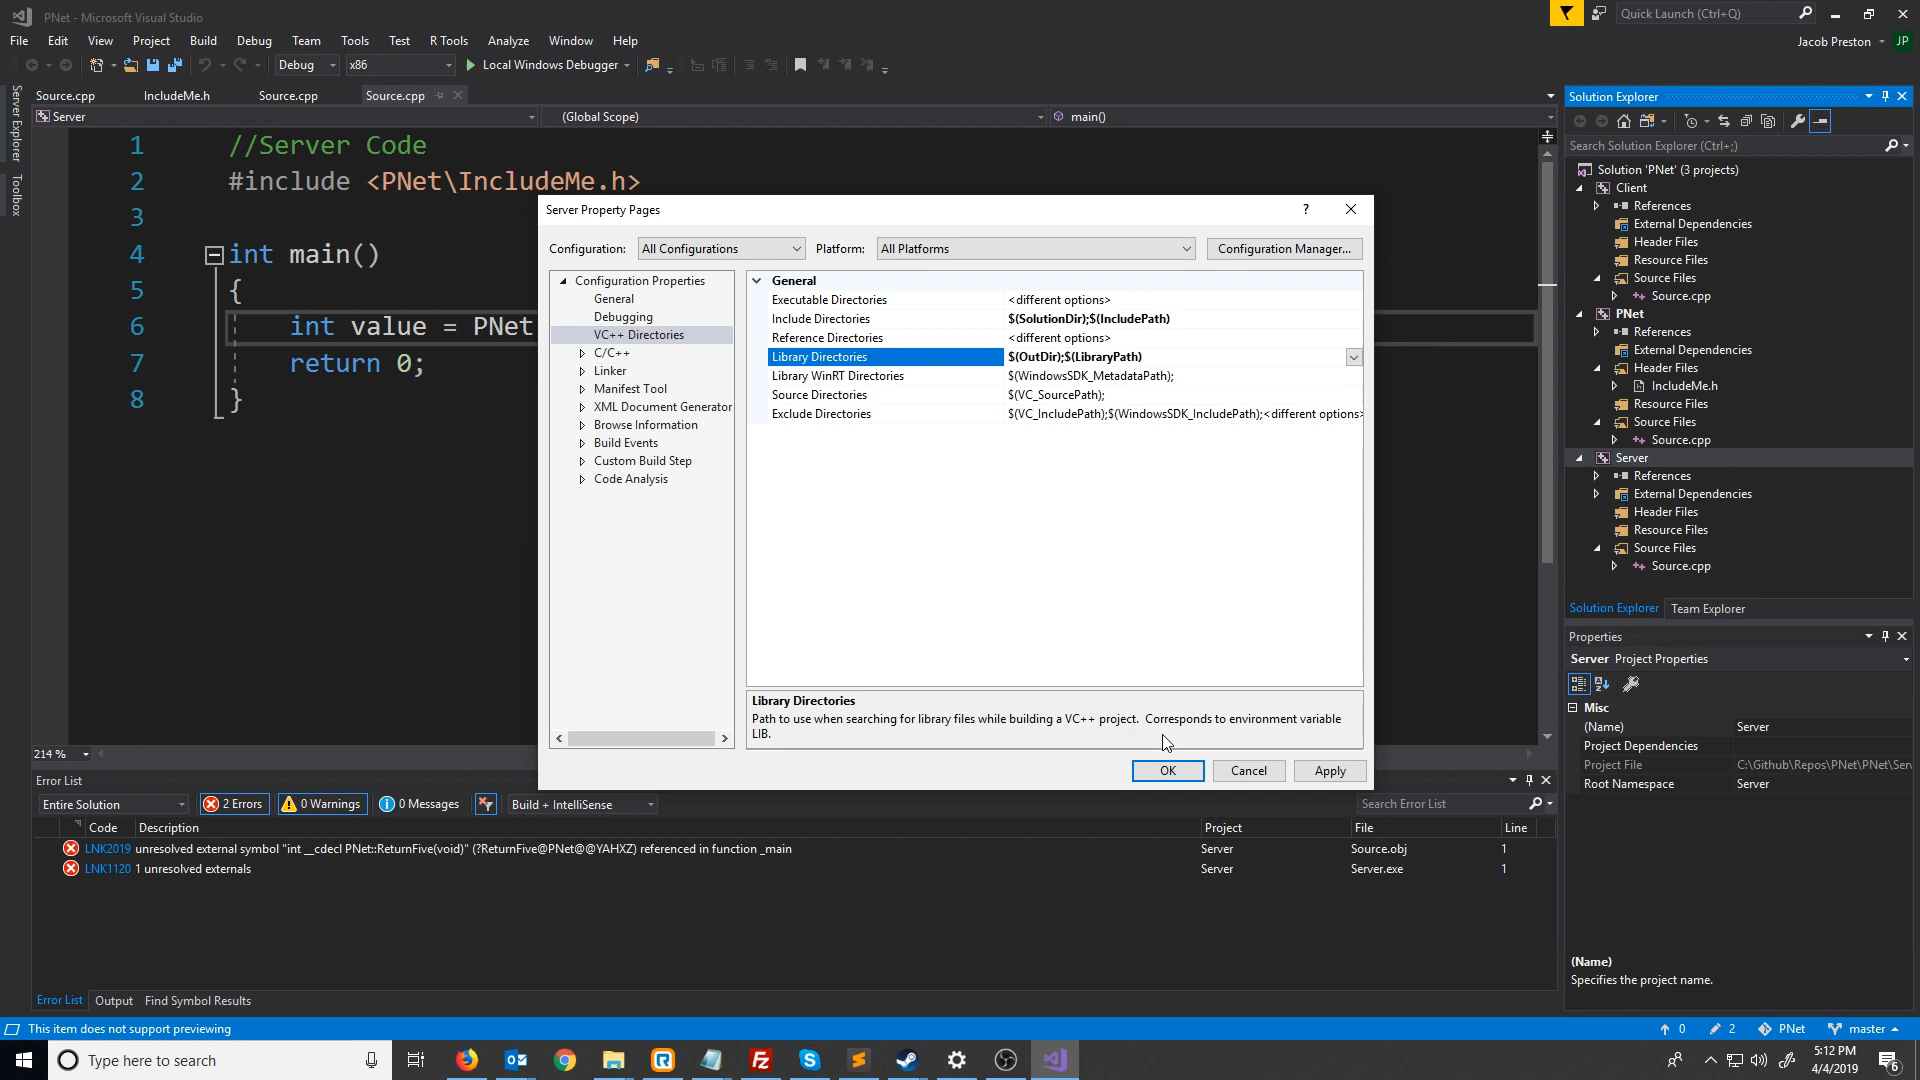 PNet - Microsoft Visual Studio
Quick Launch (Ctrl+Q)
File Edit View Project Build Debug Team Tools Test R Tools Analyze Window Help
Jacob Preston JP
Debug x86 Local Windows Debugger
Server Explorer
Toolbox
Source.cpp IncludeMe.h Source.cpp Source.cpp
Server (Global Scope) main()
1 //Server Code
2 #include <PNet\IncludeMe.h>
3
4 int main()
5 {
6 int value = PNet
7 return 0;
8 }
214 %
Server Property Pages
Configuration: All Configurations Platform: All Platforms Configuration Manager...
Configuration Properties
General
Debugging
VC++ Directories
C/C++
Linker
Manifest Tool
XML Document Generator
Browse Information
Build Events
Custom Build Step
Code Analysis
General
Executable Directories <different options>
Include Directories $(SolutionDir);$(IncludePath)
Reference Directories <different options>
Library Directories $(OutDir);$(LibraryPath)
Library WinRT Directories $(WindowsSDK_MetadataPath);
Source Directories $(VC_SourcePath);
Exclude Directories $(VC_IncludePath);$(WindowsSDK_IncludePath);<different options>
Library Directories
Path to use when searching for library files while building a VC++ project. Corresponds to environment variable
LIB.
OK Cancel Apply
Solution Explorer
Search Solution Explorer (Ctrl+;)
Solution 'PNet' (3 projects)
Client
References
External Dependencies
Header Files
Resource Files
Source Files
Source.cpp
PNet
References
External Dependencies
Header Files
IncludeMe.h
Resource Files
Source Files
Source.cpp
Server
References
External Dependencies
Header Files
Resource Files
Source Files
Source.cpp
Solution Explorer Team Explorer
Properties
Server Project Properties
Misc
(Name) Server
Project Dependencies
Project File C:\Github\Repos\PNet\PNet\Serv
Root Namespace Server
(Name)
Specifies the project name.
Error List
Entire Solution 2 Errors 0 Warnings 0 Messages Build + IntelliSense Search Error List
Code Description Project File Line
LNK2019 unresolved external symbol "int __cdecl PNet::ReturnFive(void)" (?ReturnFive@PNet@@YAHXZ) referenced in function _main Server Source.obj 1
LNK1120 1 unresolved externals Server Server.exe 1
Error List Output Find Symbol Results
This item does not support previewing 0 2 PNet master
Type here to search
5:12 PM
4/4/2019
6